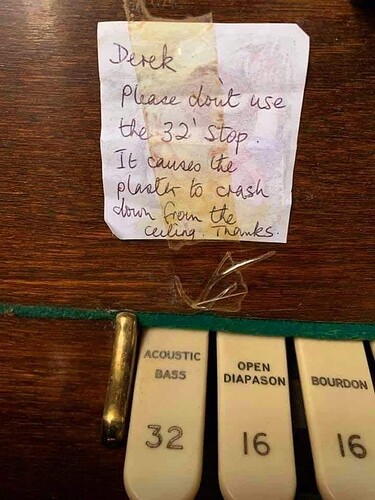 Derek
Please don't use
the 32' stop.
It causes the
plaster to crash
down from the
ceiling. Thanks.
ACOUSTIC
BASS
32
OPEN
DIAPASON
16
BOURDON
16